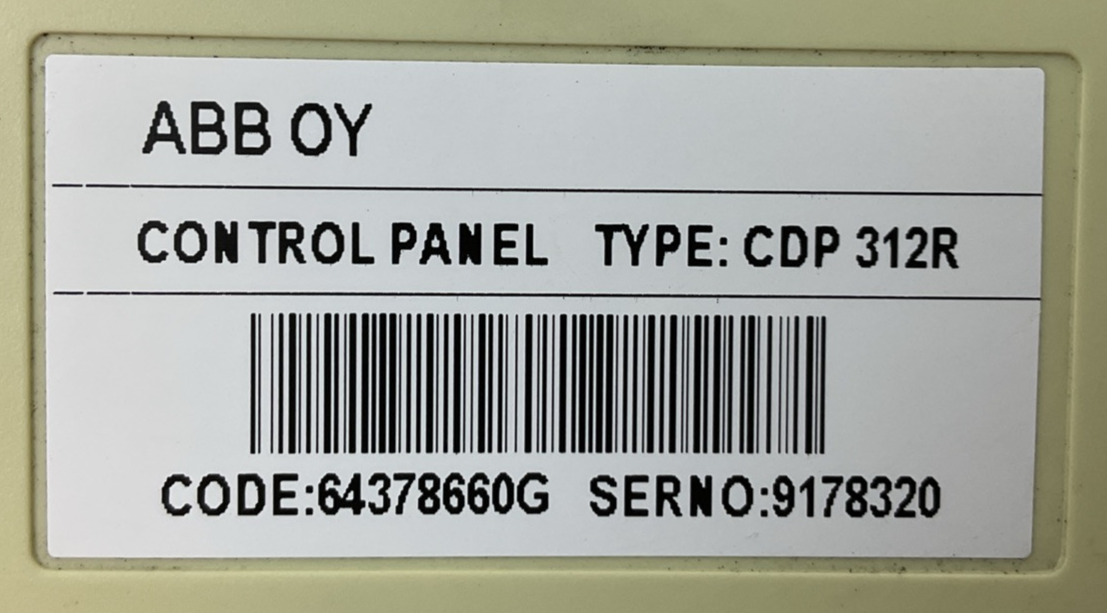 ABB OY
CONTROL PANEL TYPE: CDP 312R
CODE:64378660G SERNO:9178320